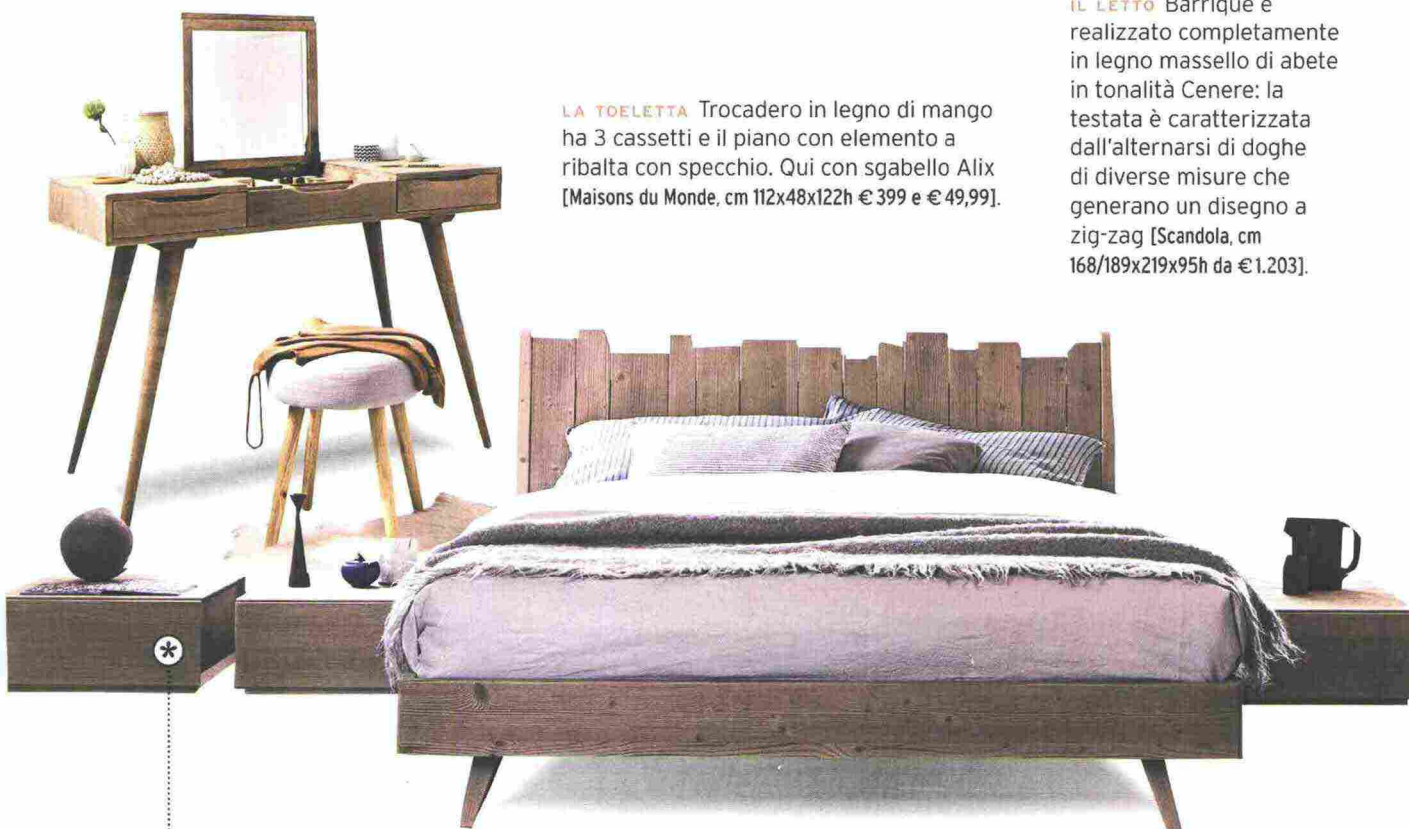 LA TOELETTA Trocadero in legno di mango
ha 3 cassetti e il piano con elemento a
ribalta con specchio. Qui con sgabello Alix
[Maisons du Monde, cm 112x48x122h € 399 e € 49,99].
IL LETTO Barrique è
realizzato completamente
in legno massello di abete
in tonalità Cenere: la
testata è caratterizzata
dall'alternarsi di doghe
di diverse misure che
generano un disegno a
zig-zag [Scandola, cm
168/189x219x95h da € 1.203].
*